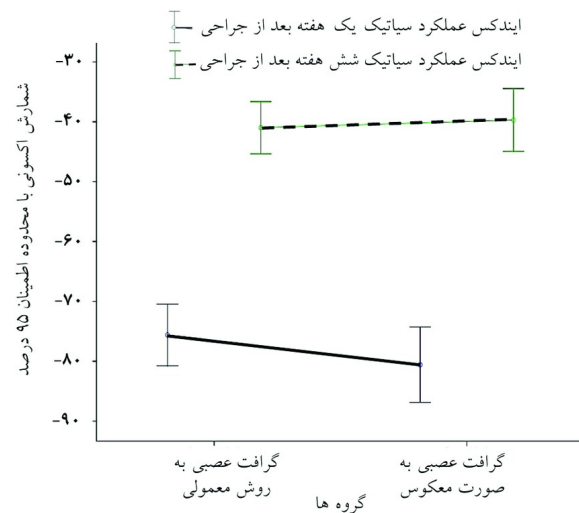 ایندکس عملکرد سیاتیک یک هفته بعد از جراحی
ایندکس عملکرد سیاتیک شش هفته بعد از جراحی
شمارش اکسونی با محدوده اطمینان ۹۵ درصد
-۳۰
-۴۰
-۵۰
-۶۰
-۷۰
-۸۰
-۹۰
گرافت عصبی به
روش معمولی
گرافت عصبی به
صورت معکوس
گروه ها